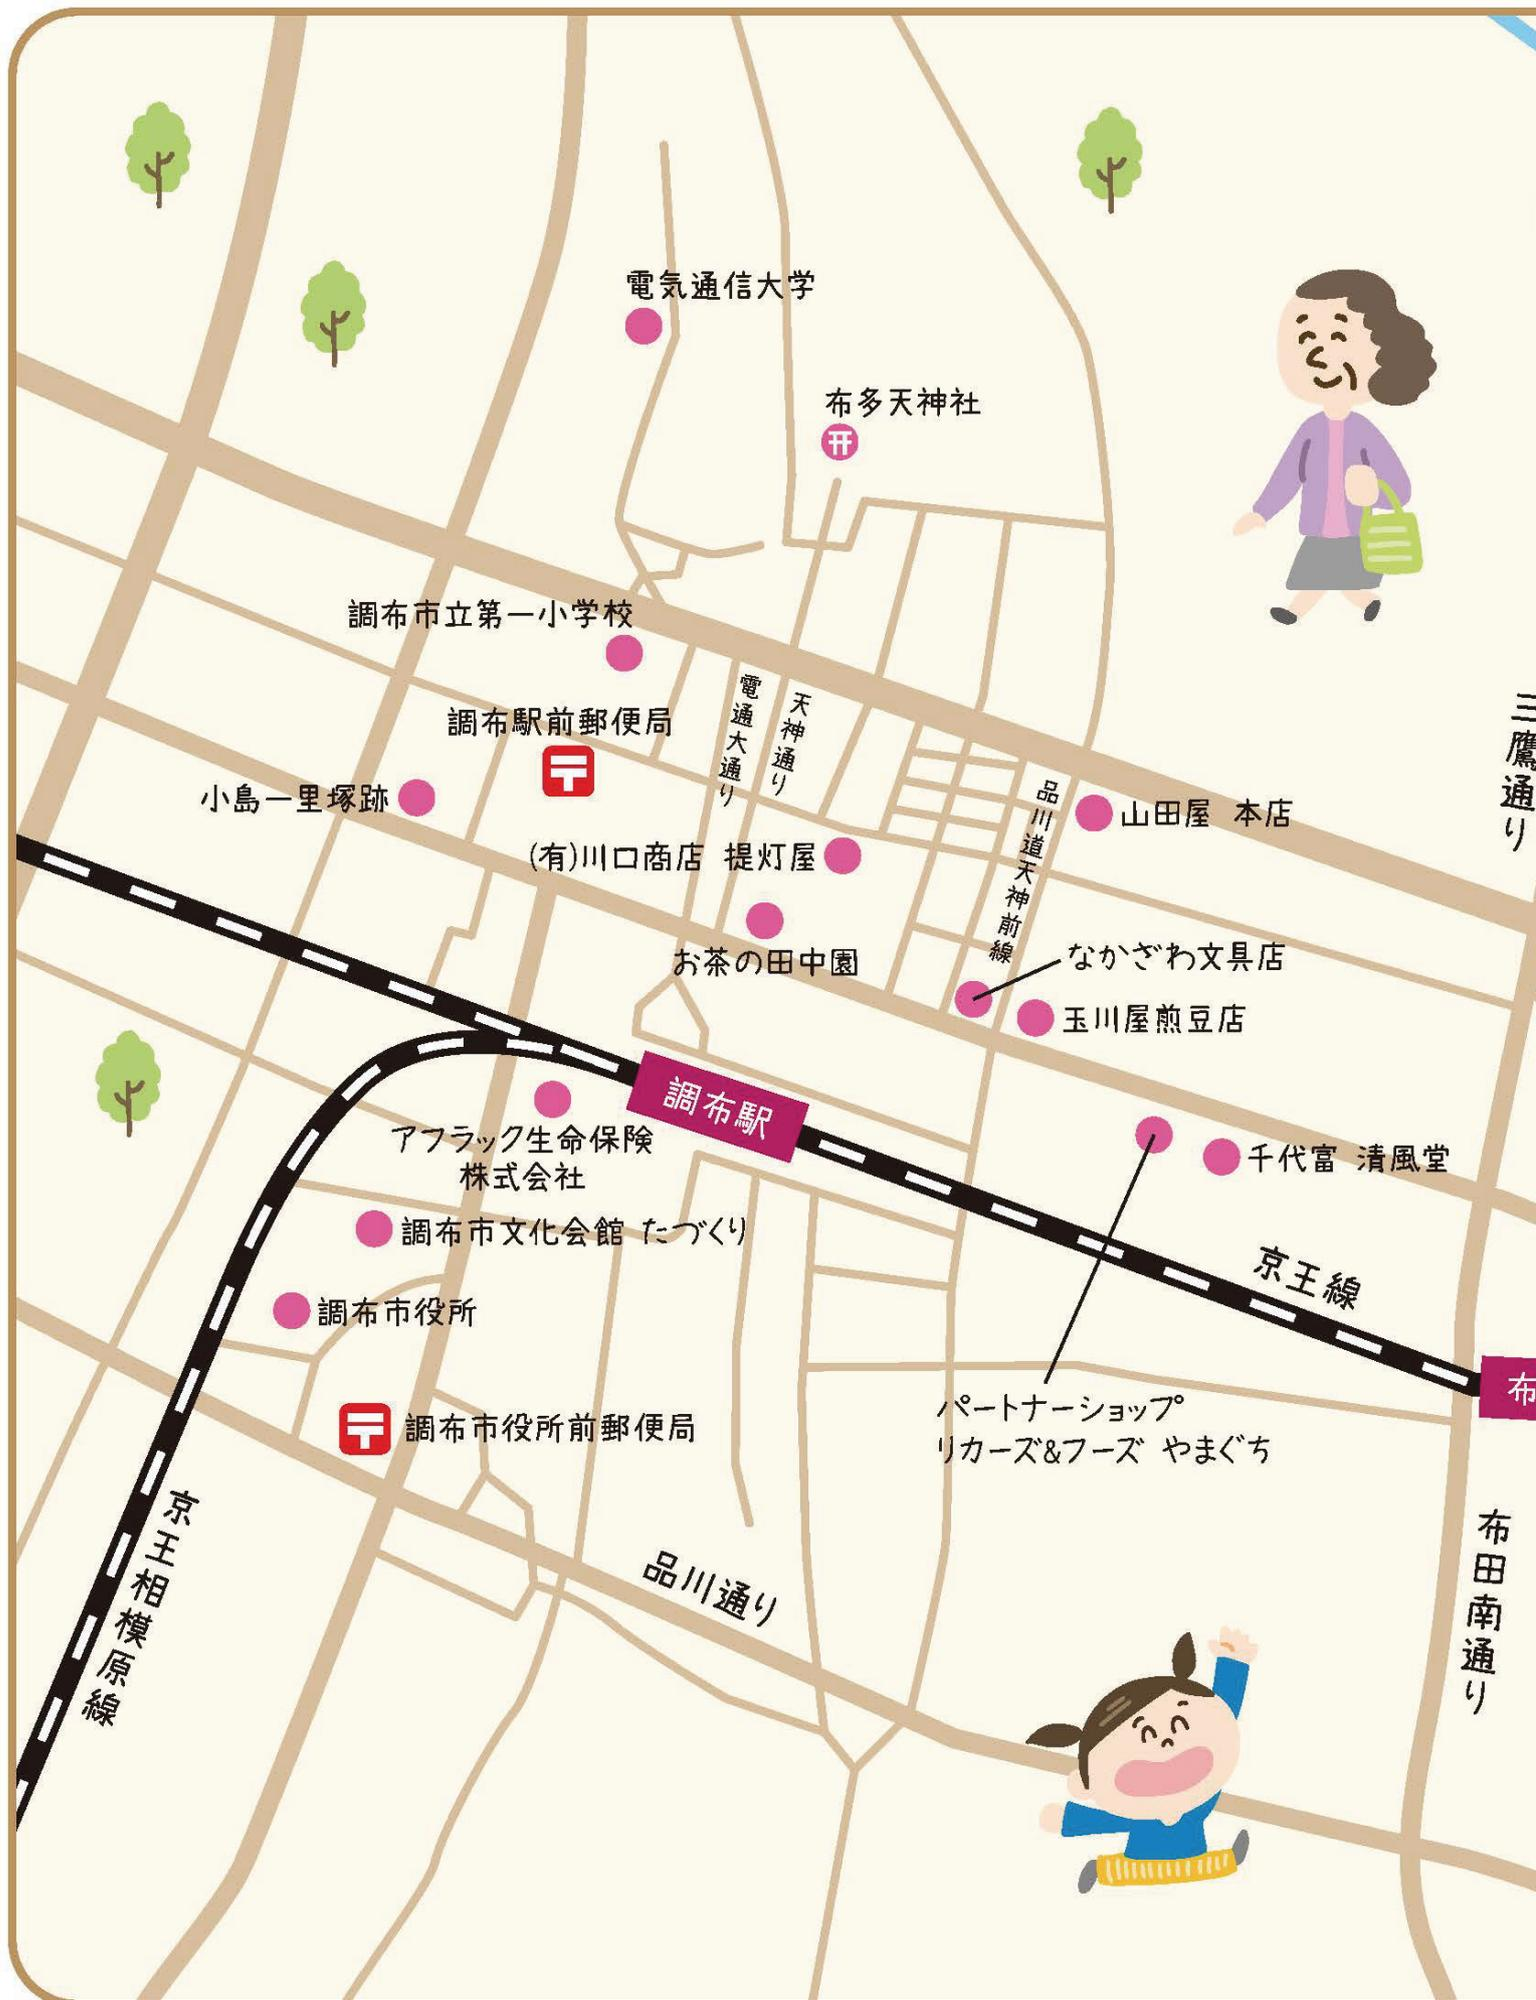 電気通信大学
布多天神社
調布市立第一小学校
電通大通り
天神通り
三鷹通り
調布駅前郵便局
小島一里塚跡
品川道天神前線
山田屋 本店
(有)川口商店 提灯屋
お茶の田中園
なかざわ文具店
玉川屋煎豆店
調布駅
アフラック生命保険
株式会社
千代富 清風堂
調布市文化会館 たづくり
京王線
調布市役所
布
パートナーショップ
リカーズ&フーズ やまぐち
調布市役所前郵便局
京王相模原線
品川通り
布田南通り